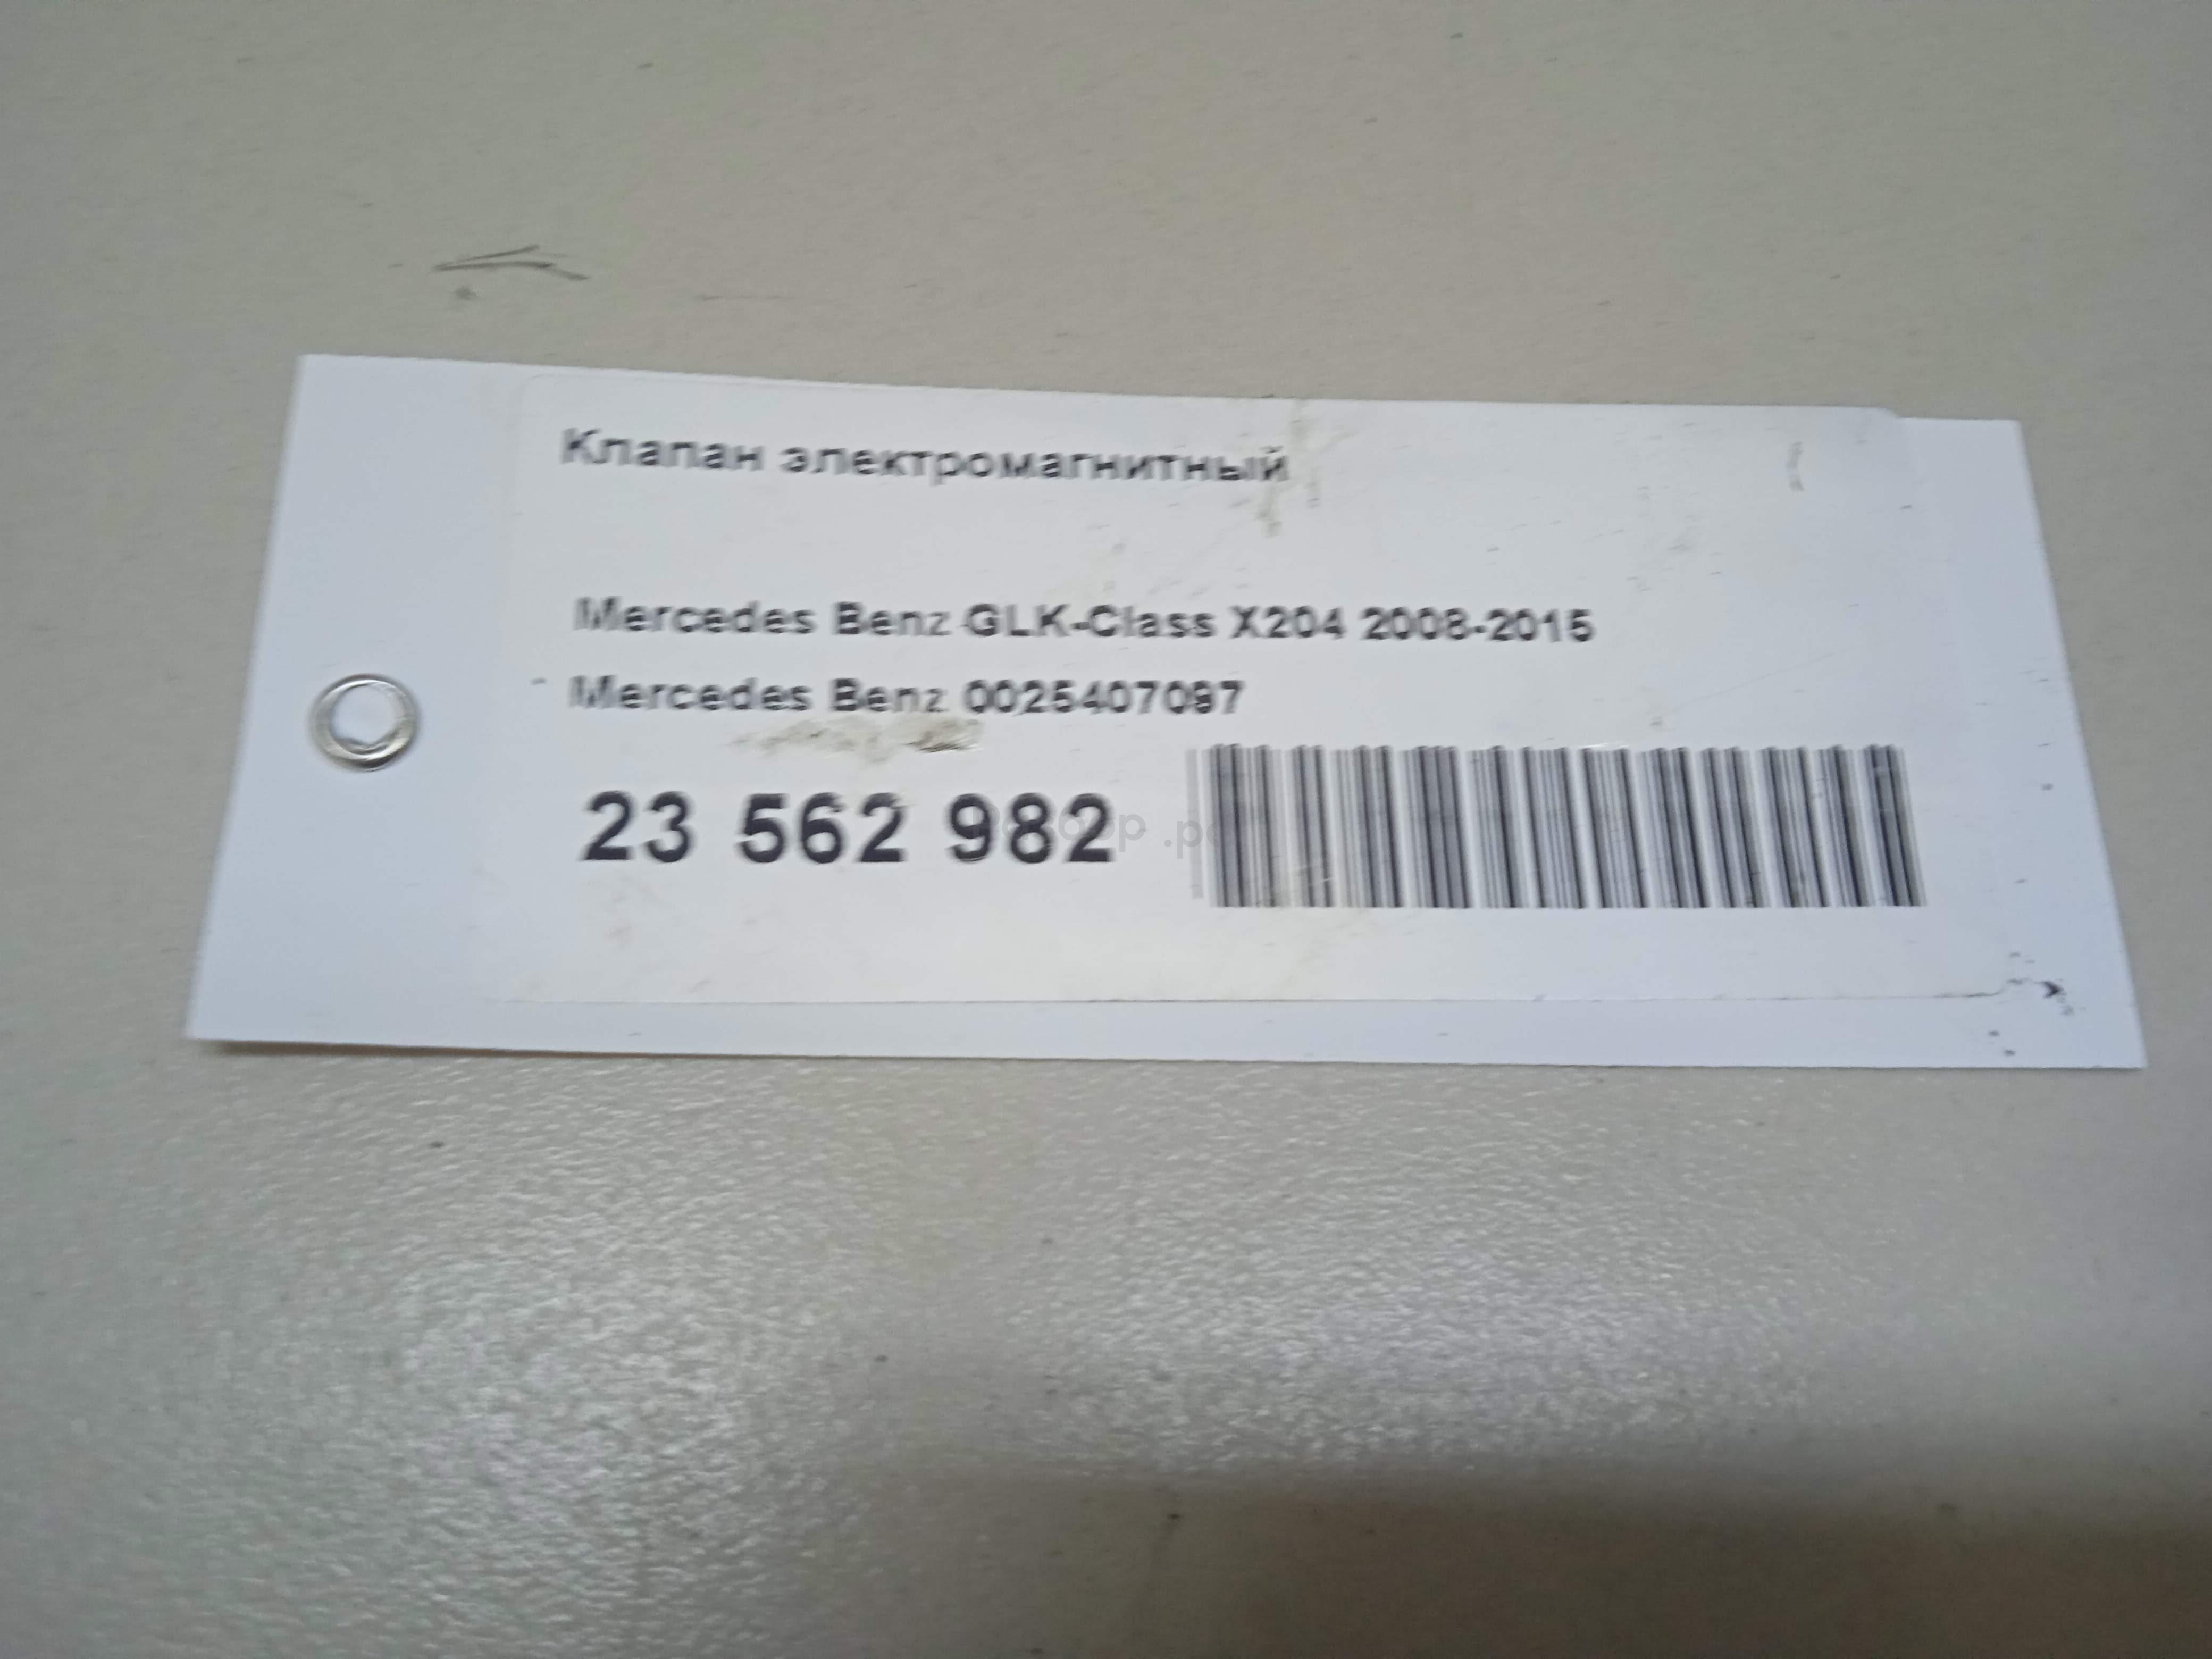 Клапан электромагнитный
Mercedes Benz GLK-Class X204 2008-2015
Mercedes Benz 0025407097
23 562 982